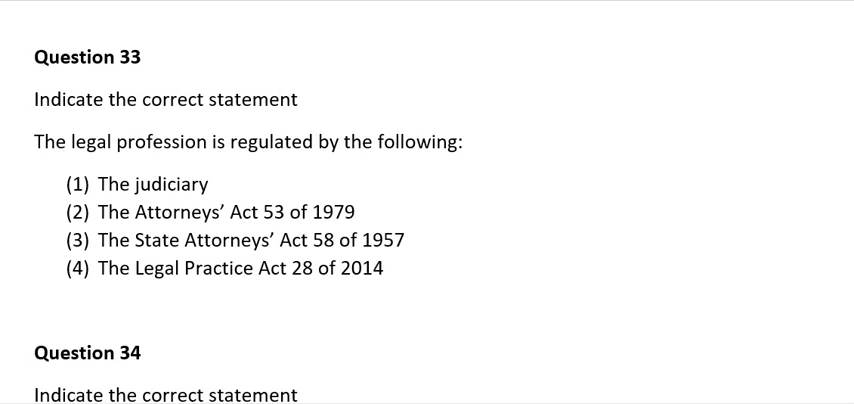 Question 33
Indicate the correct statement
The legal profession is regulated by the following:
(1) The judiciary
(2) The Attorneys’ Act 53 of 1979
(3) The State Attorneys’ Act 58 of 1957
(4) The Legal Practice Act 28 of 2014
Question 34
Indicate the correct statement